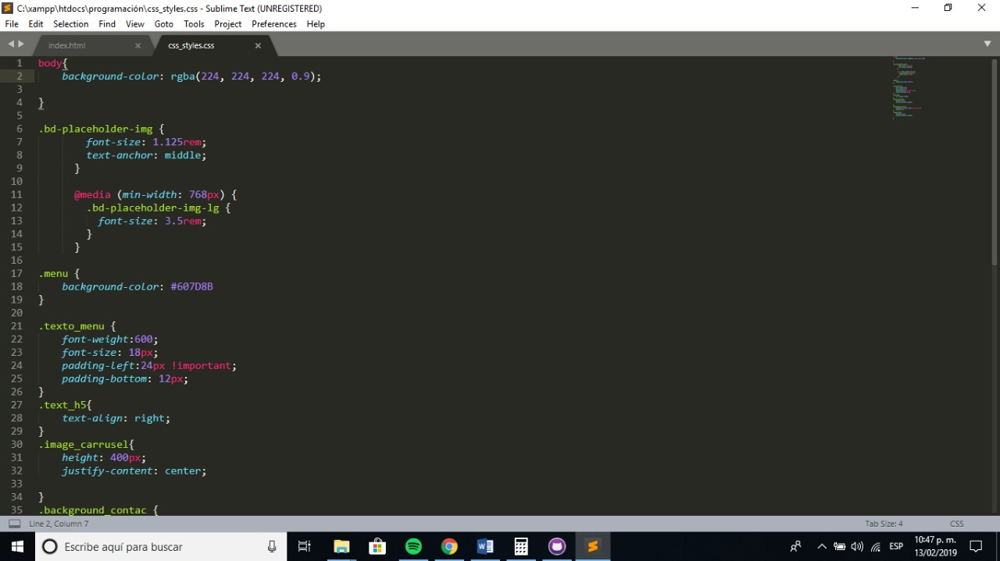 C:\xampp\htdocs\programación\css_styles.css - Sublime Text (UNREGISTERED)
File Edit Selection Find View Goto Tools Project Preferences Help
index.html css_styles.css
1 body{
2 background-color: rgba(224, 224, 224, 0.9);
3
4 }
5
6 .bd-placeholder-img {
7 font-size: 1.125rem;
8 text-anchor: middle;
9 }
10
11 @media (min-width: 768px) {
12 .bd-placeholder-img-lg {
13 font-size: 3.5rem;
14 }
15 }
16
17 .menu {
18 background-color: #607D8B
19 }
20
21 .texto_menu {
22 font-weight:600;
23 font-size: 18px;
24 padding-left:24px !important;
25 padding-bottom: 12px;
26 }
27 .text_h5{
28 text-align: right;
29 }
30 .image_carrusel{
31 height: 400px;
32 justify-content: center;
33
34 }
35 .background_contac {
Line 2, Column 7 Tab Size: 4 CSS
Escribe aquí para buscar
ESP
10:47 p. m.
13/02/2019